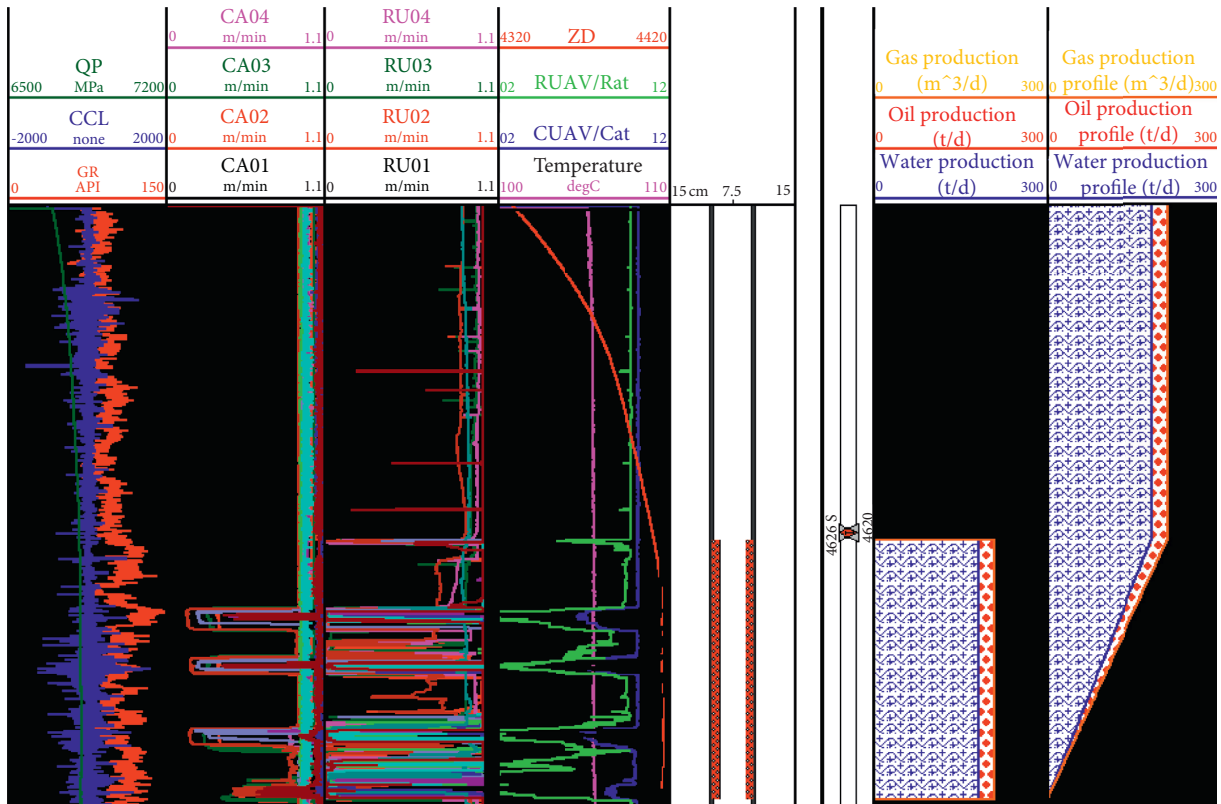 CA04
0 m/min 1.1
RU04
0 m/min 1.1
4320 ZD 4420
QP
6500 MPa 7200
CA03
0 m/min 1.1
RU03
0 m/min 1.1
02 RUAV/Rat 12
Gas production
0 (m^3/d) 300
Gas production
0 profile (m^3/d) 300
CCL
-2000 none 2000
CA02
0 m/min 1.1
RU02
0 m/min 1.1
02 CUAV/Cat 12
Oil production
0 (t/d) 300
Oil production
0 profile (t/d) 300
GR
0 API 150
CA01
0 m/min 1.1
RU01
0 m/min 1.1
Temperature
100 degC 110
15 cm 7.5 15
Water production
0 (t/d) 300
Water production
0 profile (t/d) 300
4626 S
4620